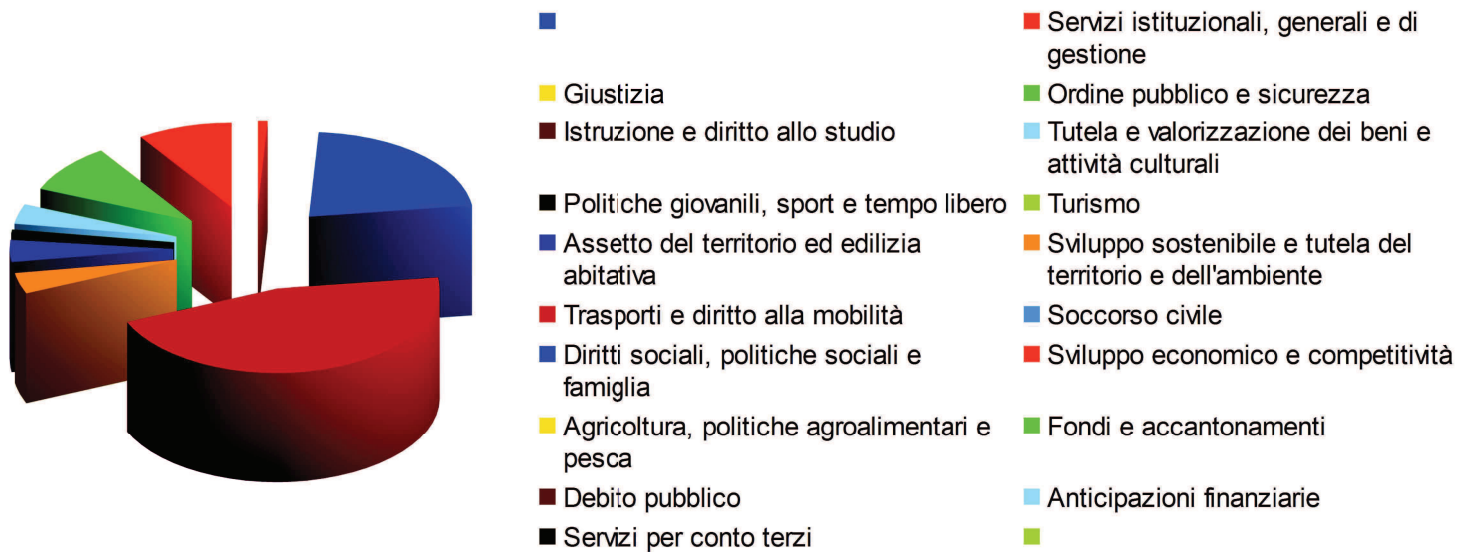 Servizi istituzionali, generali e di
gestione
Giustizia
Ordine pubblico e sicurezza
Istruzione e diritto allo studio
Tutela e valorizzazione dei beni e
attività culturali
Politiche giovanili, sport e tempo libero
Turismo
Assetto del territorio ed edilizia
abitativa
Sviluppo sostenibile e tutela del
territorio e dell'ambiente
Trasporti e diritto alla mobilità
Soccorso civile
Diritti sociali, politiche sociali e
famiglia
Sviluppo economico e competitività
Agricoltura, politiche agroalimentari e
pesca
Fondi e accantonamenti
Debito pubblico
Anticipazioni finanziarie
Servizi per conto terzi